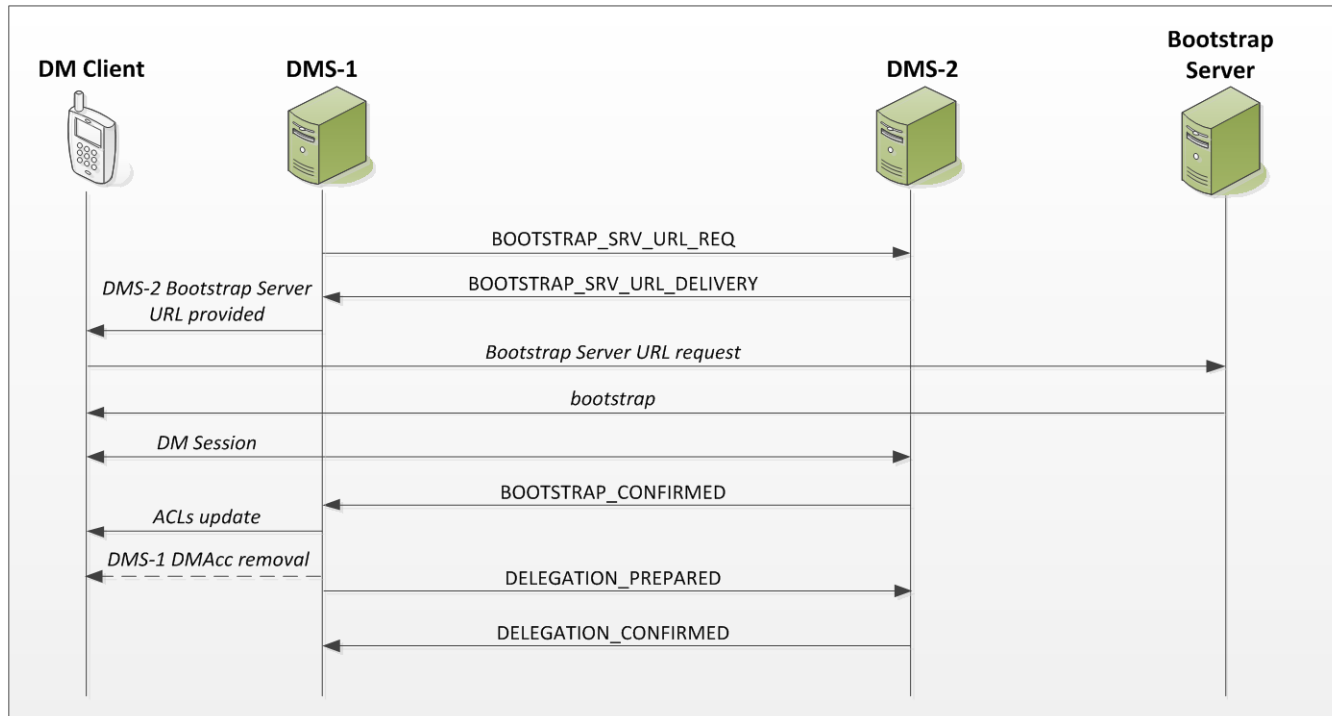 DM Client
DMS-1
DMS-2
Bootstrap
Server
BOOTSTRAP_SRV_URL_REQ
BOOTSTRAP_SRV_URL_DELIVERY
DMS-2 Bootstrap Server
URL provided
Bootstrap Server URL request
bootstrap
DM Session
BOOTSTRAP_CONFIRMED
ACLs update
DMS-1 DMAcc removal
DELEGATION_PREPARED
DELEGATION_CONFIRMED